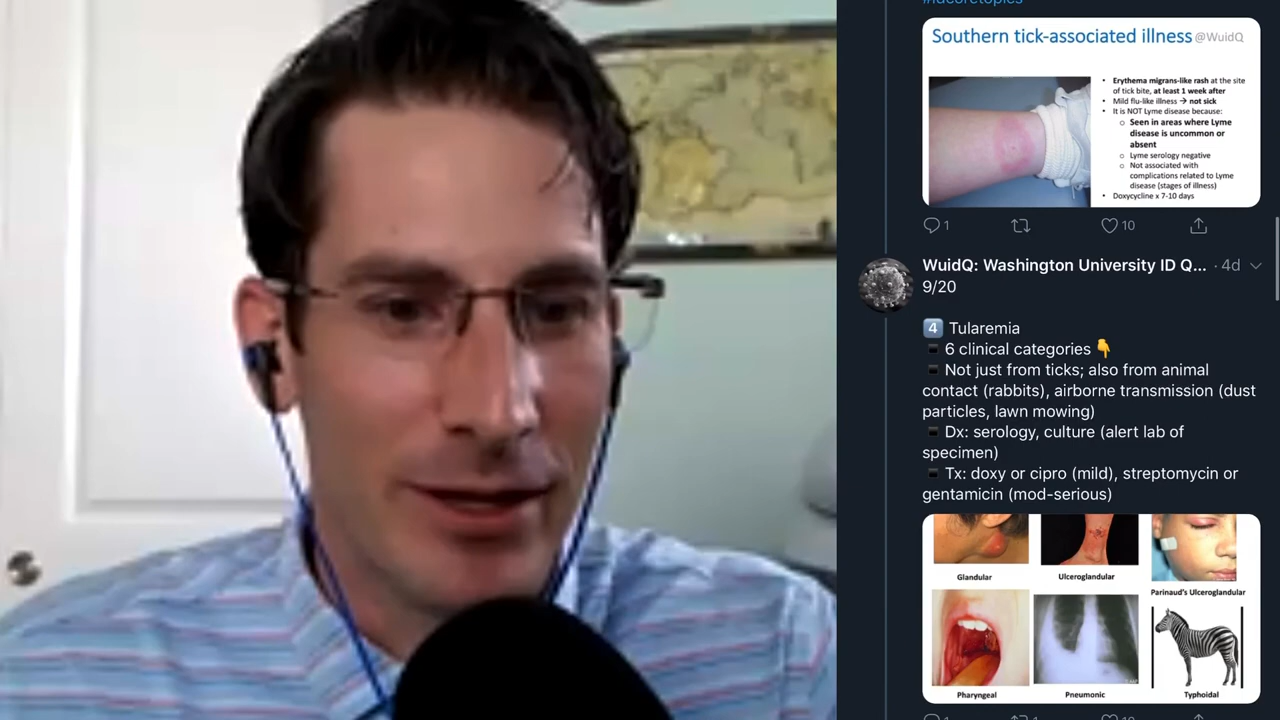 #idcoretopics
Southern tick-associated illness @WuidQ
• Erythema migrans-like rash at the site
of tick bite, at least 1 week after
• Mild flu-like illness → not sick
• It is NOT Lyme disease because:
o Seen in areas where Lyme
disease is uncommon or
absent
o Lyme serology negative
o Not associated with
complications related to Lyme
disease (stages of illness)
• Doxycycline x 7-10 days
1 10
WuidQ: Washington University ID Q... · 4d
9/20
4 Tularemia
▪ 6 clinical categories 👇
▪ Not just from ticks; also from animal
contact (rabbits), airborne transmission (dust
particles, lawn mowing)
▪ Dx: serology, culture (alert lab of
specimen)
▪ Tx: doxy or cipro (mild), streptomycin or
gentamicin (mod-serious)
Glandular Ulceroglandular Parinaud's Ulceroglandular
Pharyngeal Pneumonic Typhoidal